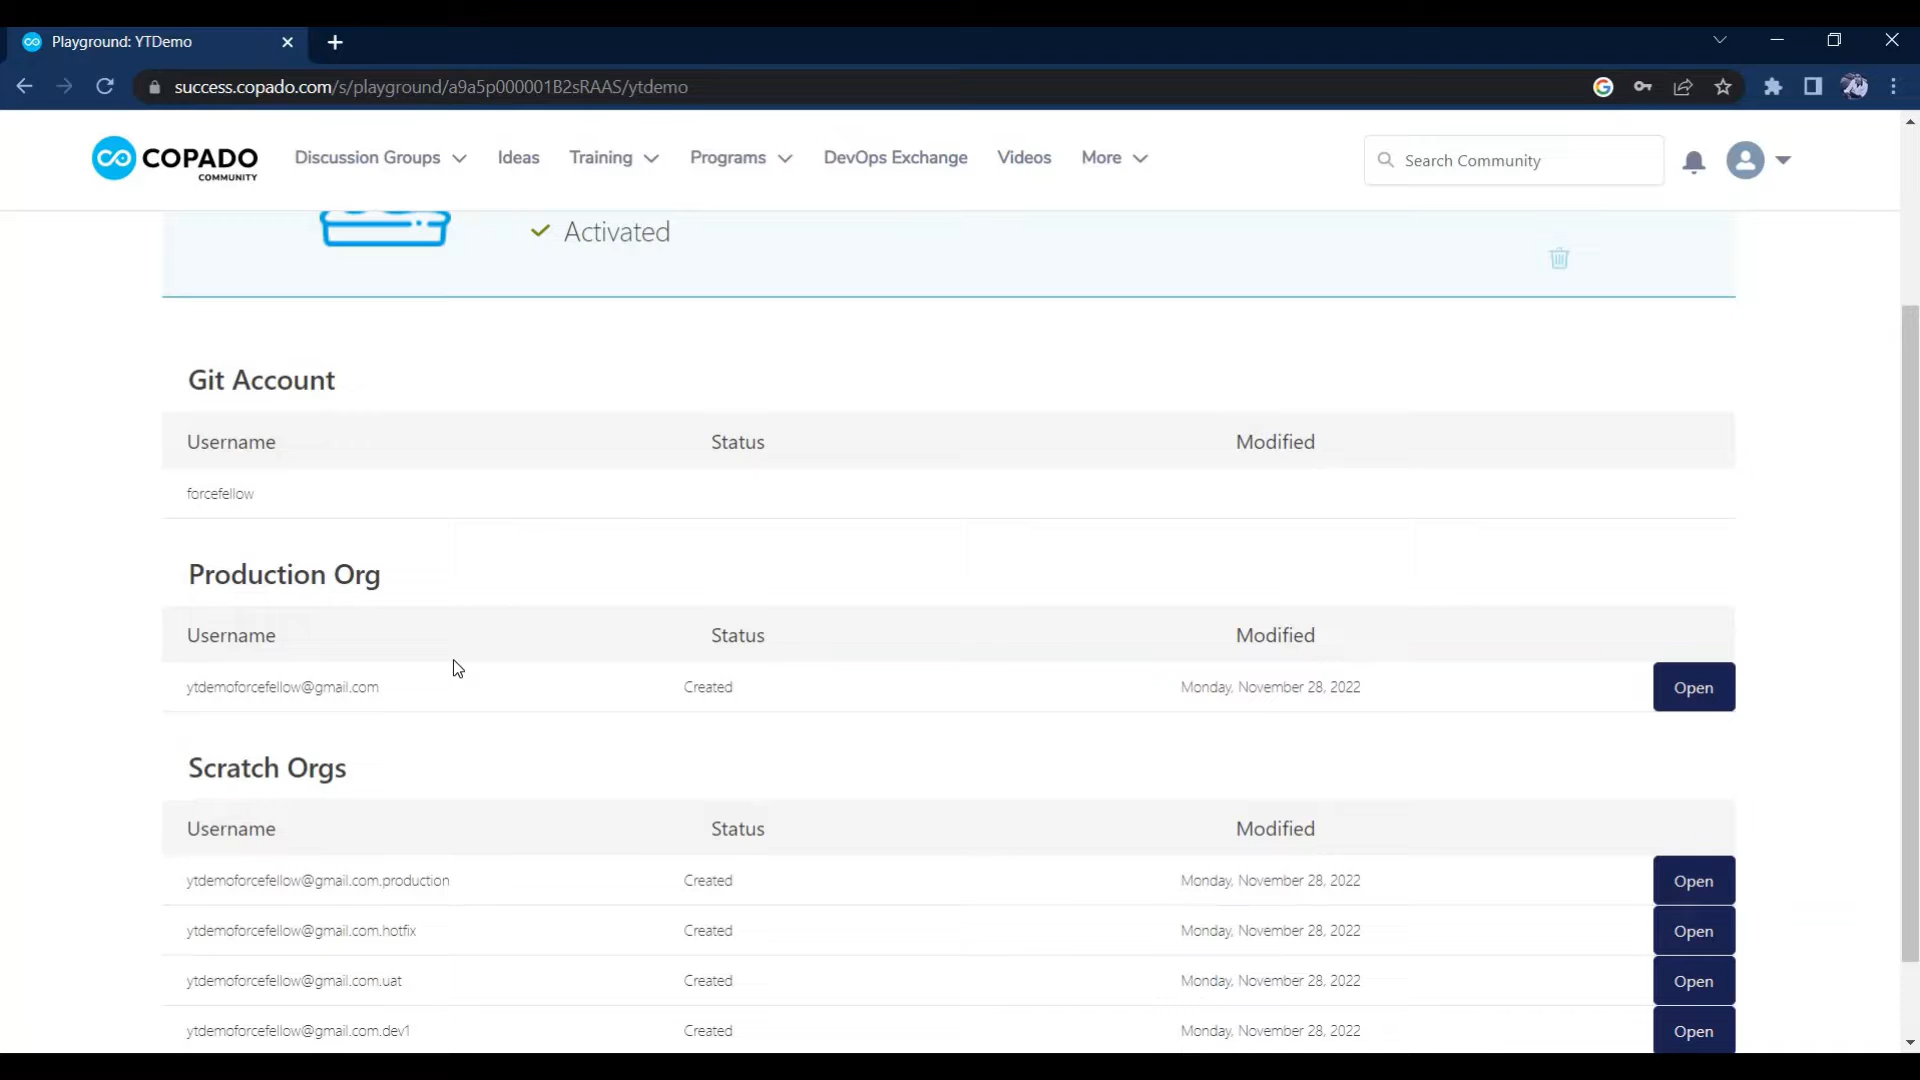 Playground: YTDemo
success.copado.com/s/playground/a9a5p000001B2sRAAS/ytdemo
COPADO
COMMUNITY
Discussion Groups Ideas Training Programs DevOps Exchange Videos More
Search Community
Activated
Git Account
Username Status Modified
forcefellow
Production Org
Username Status Modified
ytdemoforcefellow@gmail.com Created Monday, November 28, 2022 Open
Scratch Orgs
Username Status Modified
ytdemoforcefellow@gmail.com.production Created Monday, November 28, 2022 Open
ytdemoforcefellow@gmail.com.hotfix Created Monday, November 28, 2022 Open
ytdemoforcefellow@gmail.com.uat Created Monday, November 28, 2022 Open
ytdemoforcefellow@gmail.com.dev1 Created Monday, November 28, 2022 Open